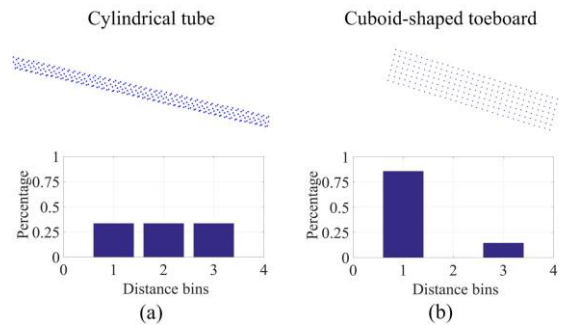 Cylindrical tube
Cuboid-shaped toeboard
1
0.75
0.5
0.25
0
Percentage
0 1 2 3 4
Distance bins
(a)
1
0.75
0.5
0.25
0
Percentage
0 1 2 3 4
Distance bins
(b)